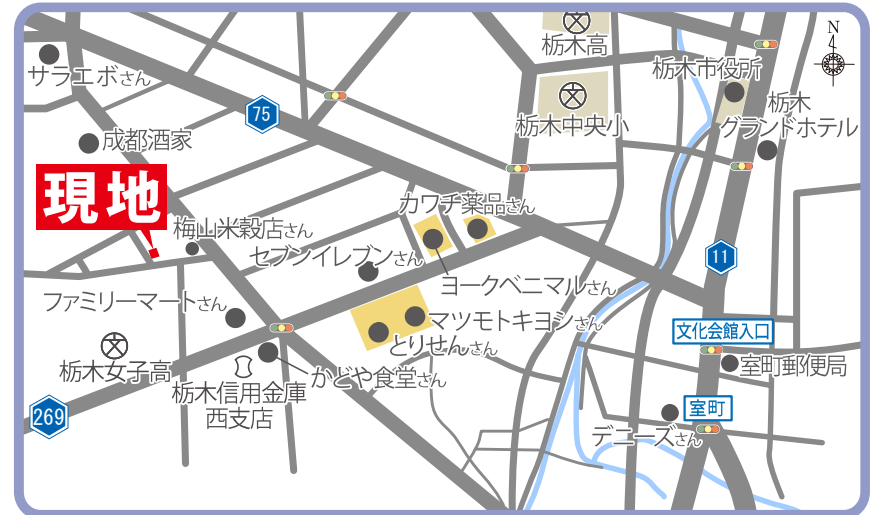 栃木高
N
サラエボさん
栃木市役所
栃木
グランドホテル
75
栃木中央小
成都酒家
現地
カワチ薬品さん
梅山米穀店さん
セブンイレブンさん
11
ヨークベニマルさん
ファミリーマートさん
マツモトキヨシさん
文化会館入口
とりせんさん
室町郵便局
栃木女子高
かどや食堂さん
栃木信用金庫
西支店
室町
269
デニーズさん